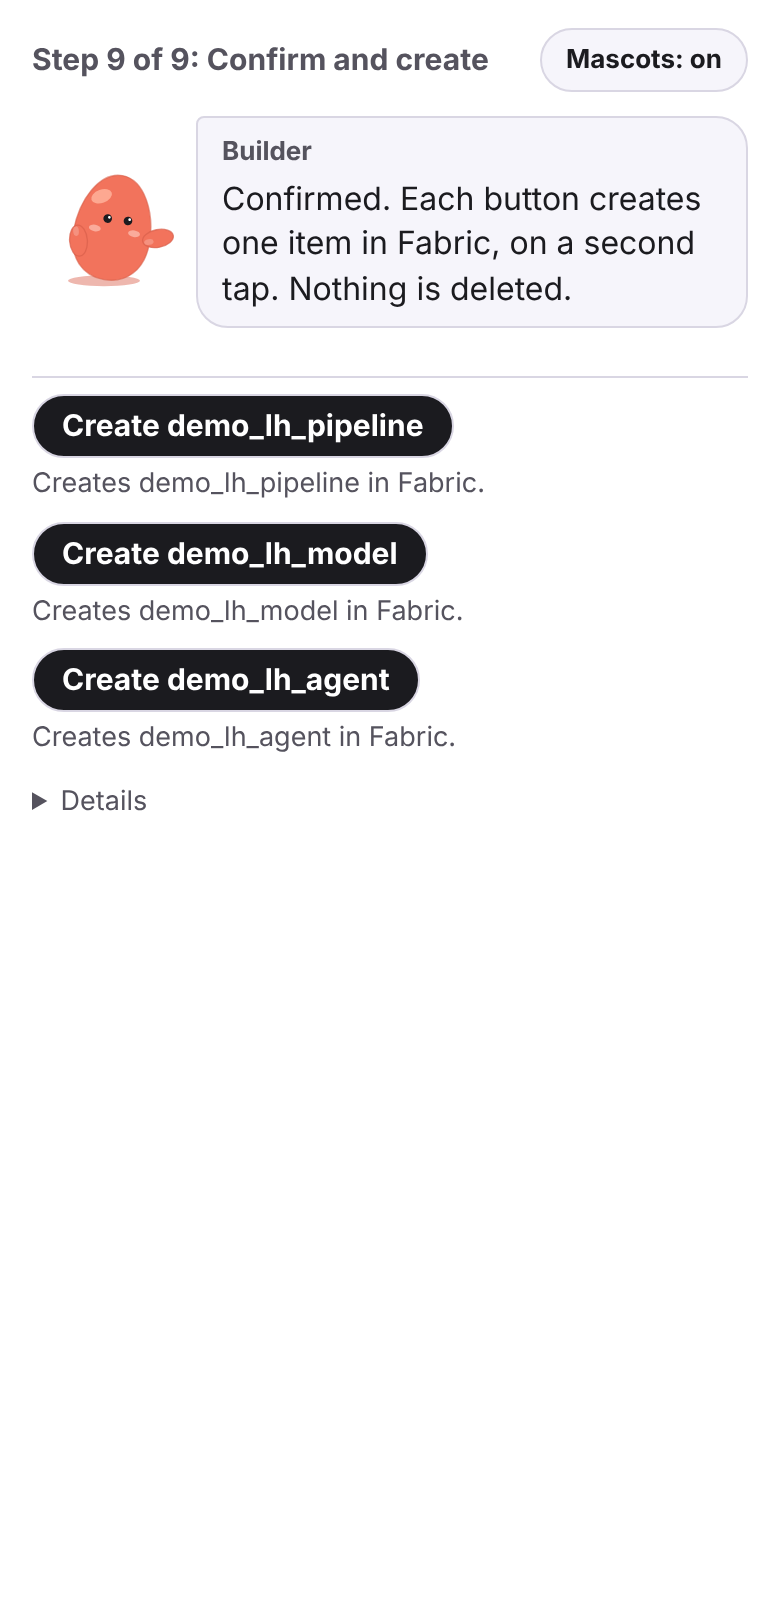 Step 9 of 9: Confirm and create
Mascots: on
Builder
Confirmed. Each button creates
one item in Fabric, on a second
tap. Nothing is deleted.
Create demo_lh_pipeline
Creates demo_lh_pipeline in Fabric.
Create demo_lh_model
Creates demo_lh_model in Fabric.
Create demo_lh_agent
Creates demo_lh_agent in Fabric.
Details